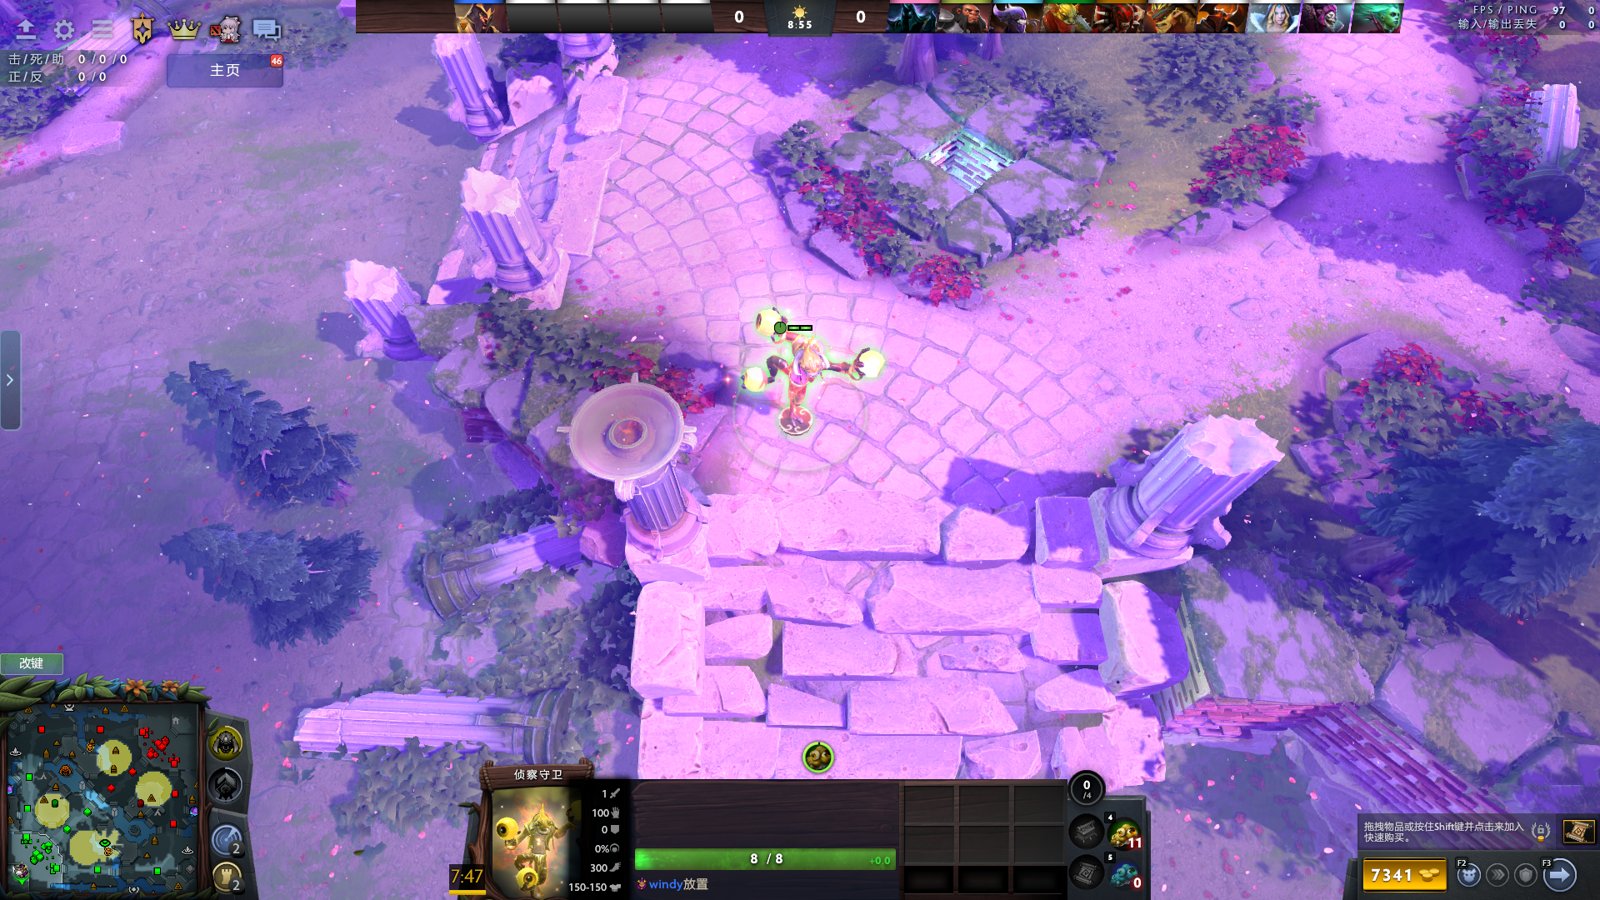 0
8:55
0
FPS / PING 97 0
输入/输出丢失 0 0
击/死/助 0 / 0 / 0
正/反 0 / 0
主页
46
改键
2
2
侦察守卫
1
100
0
0%
300
150-150
7:47
8 / 8
+0.0
windy放置
0
/4
4
11
5
0
拖拽物品或按住Shift键并点击来加入
快速购买。
7341
F2
F3